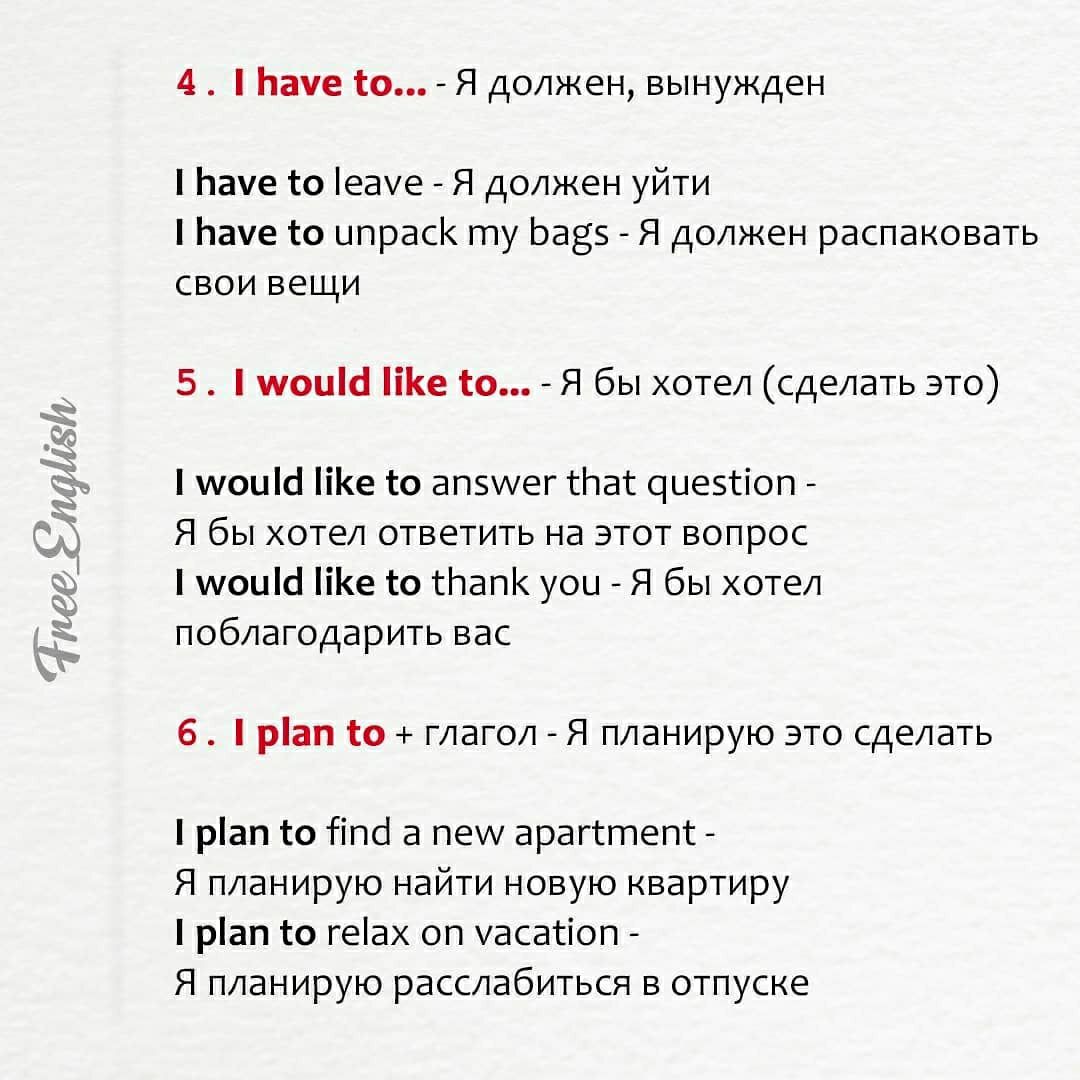 4. I have to... - Я должен, вынужден
I have to leave - Я должен уйти
I have to unpack my bags - Я должен распаковать
свои вещи
5. I would like to... - Я бы хотел (сделать это)
I would like to answer that question -
Я бы хотел ответить на этот вопрос
I would like to thank you - Я бы хотел
поблагодарить вас
6. I plan to + глагол - Я планирую это сделать
I plan to find a new apartment -
Я планирую найти новую квартиру
I plan to relax on vacation -
Я планирую расслабиться в отпуске
Free_English